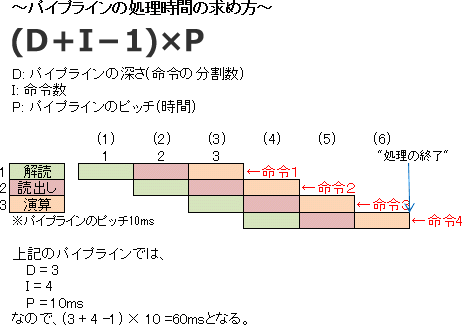 ～パイプラインの処理時間の求め方～
(D＋I－1)×P
D: パイプラインの深さ(命令の分割数)
I: 命令数
P: パイプラインのピッチ(時間)
(1) (2) (3) (4) (5) (6)
1 2 3 "処理の終了"
1 解読 ←命令1
2 読出し ←命令2
3 演算 ←命令3
※パイプラインのピッチ10ms ←命令4
上記のパイプラインでは、
D = 3
I = 4
P =10ms
なので、(3 + 4 -1 ) × 10 =60msとなる。